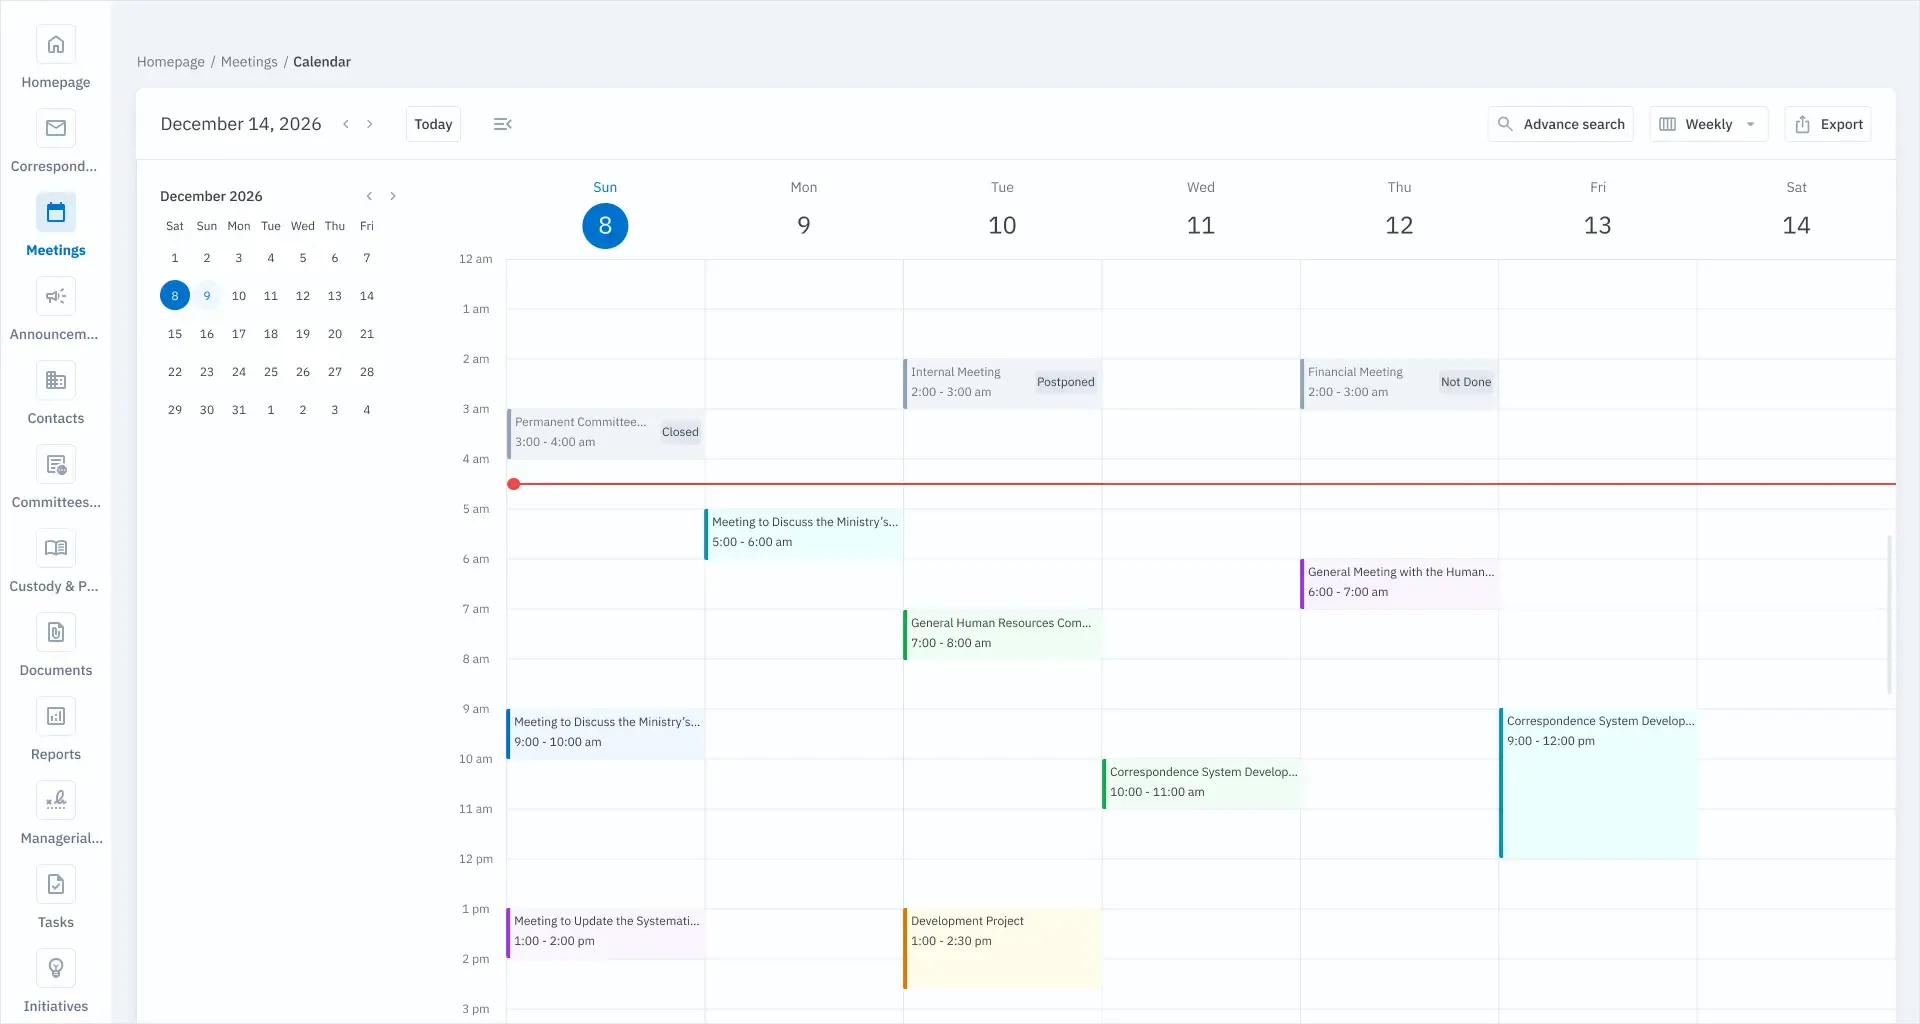 Homepage
Correspond...
Meetings
Announcem...
Contacts
Committees...
Custody & P...
Documents
Reports
Managerial...
Tasks
Initiatives
Homepage / Meetings / Calendar
December 14, 2026
Today
Advance search
Weekly
Export
December 2026
Sat Sun Mon Tue Wed Thu Fri
1 2 3 4 5 6 7
8 9 10 11 12 13 14
15 16 17 18 19 20 21
22 23 24 25 26 27 28
29 30 31 1 2 3 4
Sun Mon Tue Wed Thu Fri Sat
8 9 10 11 12 13 14
12 am
1 am
2 am
Internal Meeting
2:00 - 3:00 am
Postponed
Financial Meeting
2:00 - 3:00 am
Not Done
3 am
Permanent Committee...
3:00 - 4:00 am
Closed
4 am
5 am
Meeting to Discuss the Ministry’s...
5:00 - 6:00 am
6 am
General Meeting with the Human...
6:00 - 7:00 am
7 am
General Human Resources Com...
7:00 - 8:00 am
8 am
9 am
Meeting to Discuss the Ministry’s...
9:00 - 10:00 am
Correspondence System Develop...
9:00 - 12:00 pm
10 am
Correspondence System Develop...
10:00 - 11:00 am
11 am
12 pm
1 pm
Meeting to Update the Systemati...
1:00 - 2:00 pm
Development Project
1:00 - 2:30 pm
2 pm
3 pm